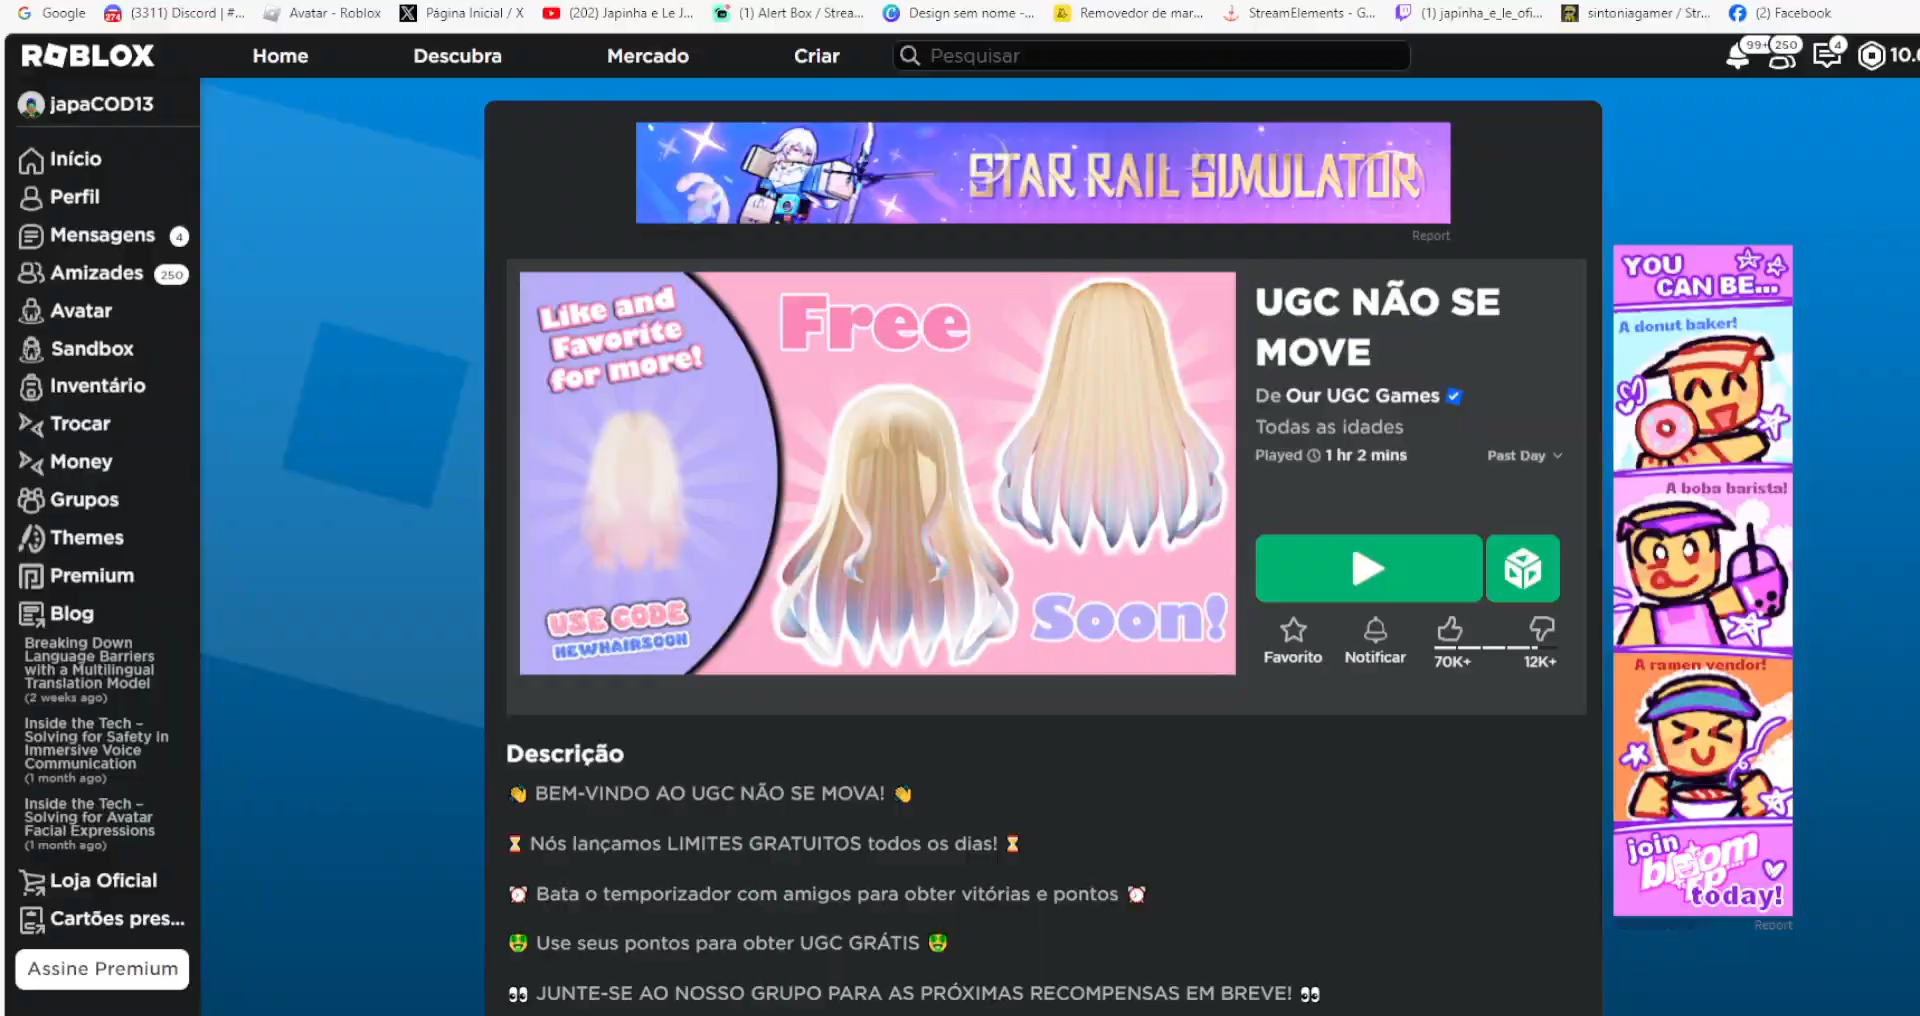 Google
(3311) Discord | #...
Avatar - Roblox
Página Inicial / X
(202) Japinha e Le J...
(1) Alert Box / Strea...
Design sem nome -...
Removedor de mar...
StreamElements - G...
(1) japinha_e_le_ofi...
sintoniagamer / Str...
(2) Facebook
ROBLOX
Home
Descubra
Mercado
Criar
Pesquisar
99+
250
4
10.0
japaCOD13
Início
Perfil
Mensagens 4
Amizades 250
Avatar
Sandbox
Inventário
Trocar
Money
Grupos
Themes
Premium
Blog
Breaking Down
Language Barriers
with a Multilingual
Translation Model
(2 weeks ago)
Inside the Tech –
Solving for Safety in
Immersive Voice
Communication
(1 month ago)
Inside the Tech –
Solving for Avatar
Facial Expressions
(1 month ago)
Loja Oficial
Cartões pres...
Assine Premium
STAR RAIL SIMULATOR
Report
Like and
Favorite
for more!
USE CODE
NEWHAIRSOON
Free
Soon!
UGC NÃO SE
MOVE
De Our UGC Games
Todas as idades
Played 1 hr 2 mins
Past Day
Favorito
Notificar
70K+
12K+
Descrição
👋 BEM-VINDO AO UGC NÃO SE MOVA! 👋
⏳ Nós lançamos LIMITES GRATUITOS todos os dias! ⏳
⏰ Bata o temporizador com amigos para obter vitórias e pontos ⏰
🤑 Use seus pontos para obter UGC GRÁTIS 🤑
👀 JUNTE-SE AO NOSSO GRUPO PARA AS PRÓXIMAS RECOMPENSAS EM BREVE! 👀
YOU
CAN BE...
A donut baker!
A boba barista!
A ramen vendor!
join
bloom
RP
today!
Report